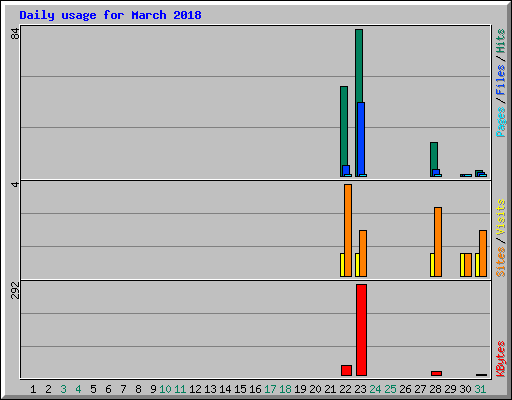 Daily usage for March 2018
84
4
292
Pages / Files / Hits
Sites / Visits
KBytes
1 2 3 4 5 6 7 8 9 10 11 12 13 14 15 16 17 18 19 20 21 22 23 24 25 26 27 28 29 30 31